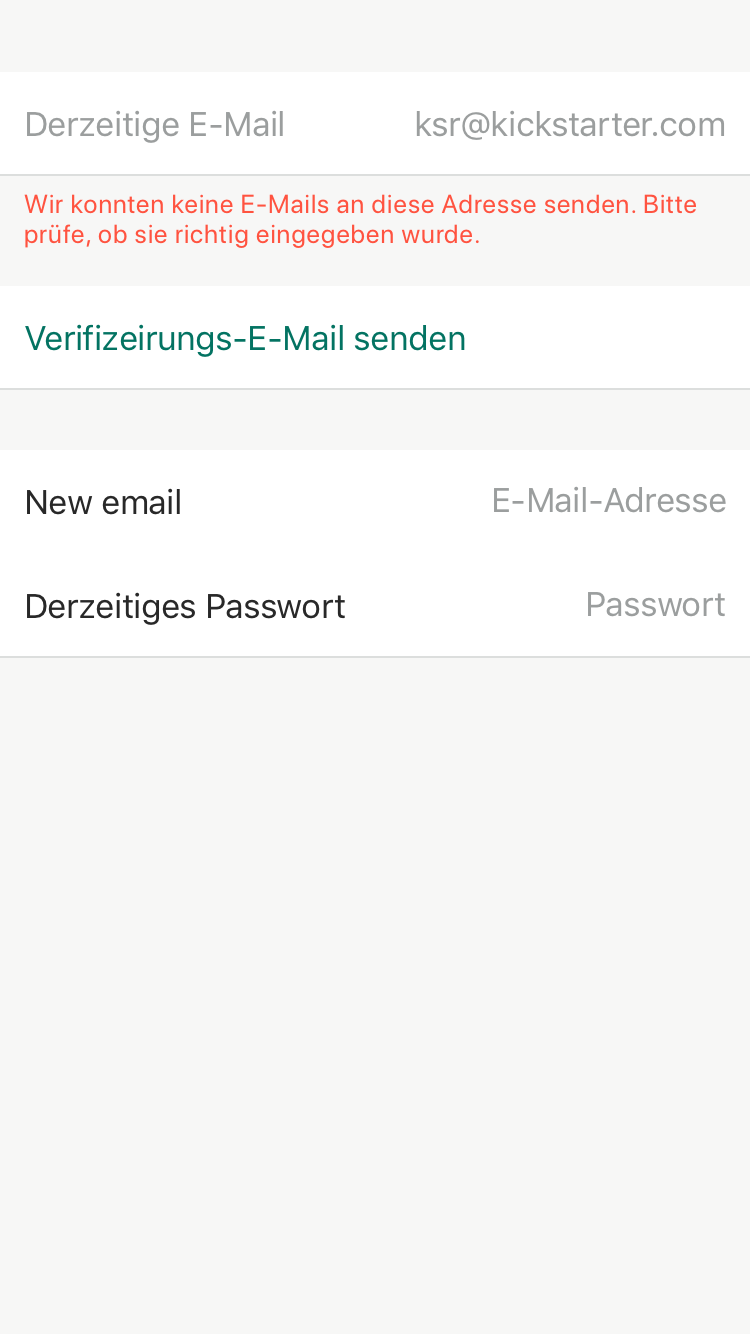 Derzeitige E-Mail ksr@kickstarter.com
Wir konnten keine E-Mails an diese Adresse senden. Bitte
prüfe, ob sie richtig eingegeben wurde.
Verifizeirungs-E-Mail senden
New email E-Mail-Adresse
Derzeitiges Passwort Passwort